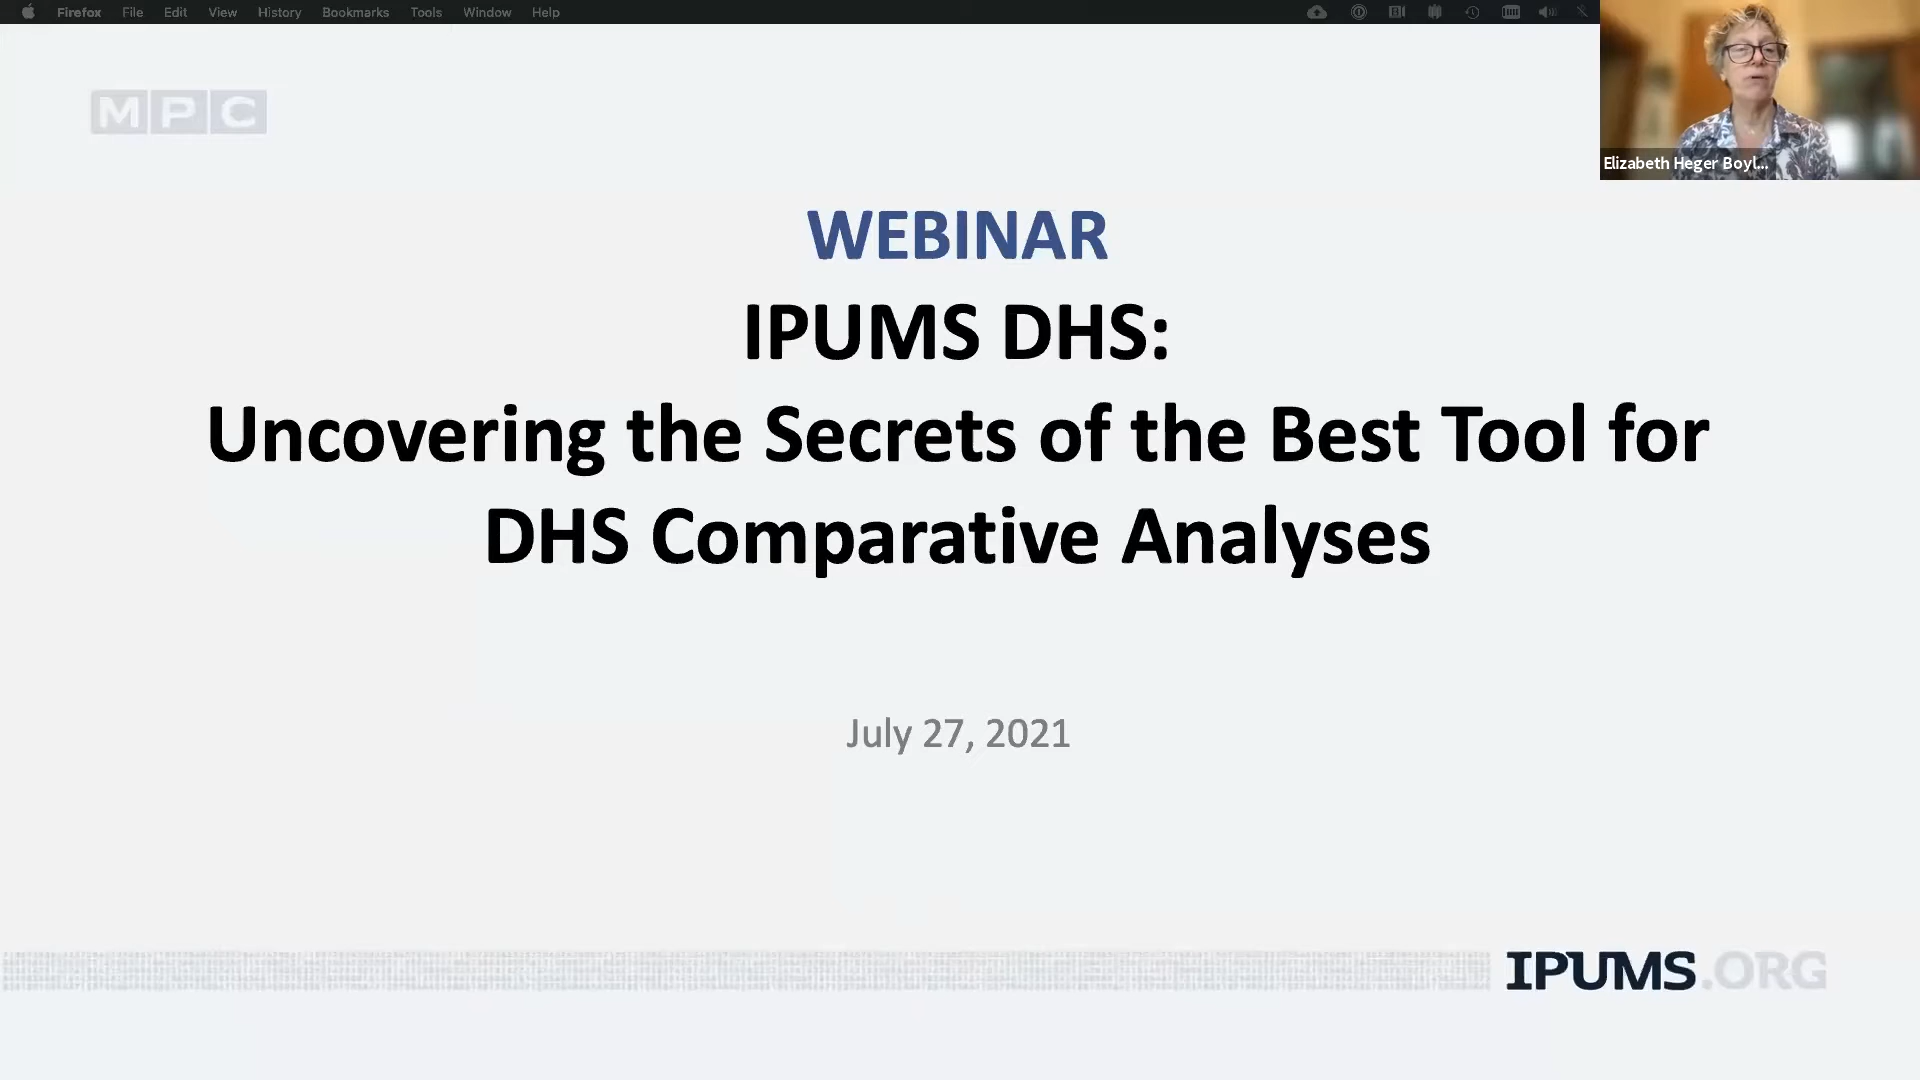 Firefox File Edit View History Bookmarks Tools Window Help
MPC
Elizabeth Heger Boyl...
WEBINAR
IPUMS DHS:
Uncovering the Secrets of the Best Tool for
DHS Comparative Analyses
July 27, 2021
IPUMS.ORG